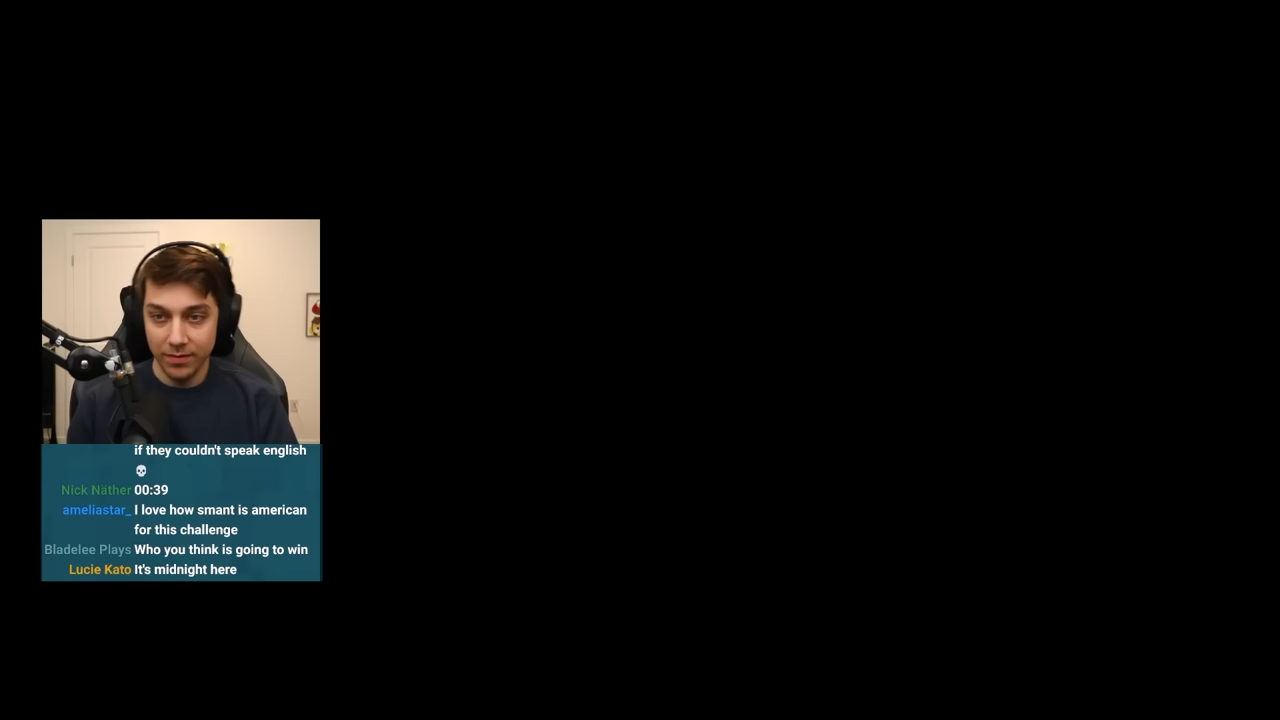 if they couldn't speak english
💀
Nick Näther 00:39
ameliastar_ I love how smant is american
for this challenge
Bladelee Plays Who you think is going to win
Lucie Kato It's midnight here